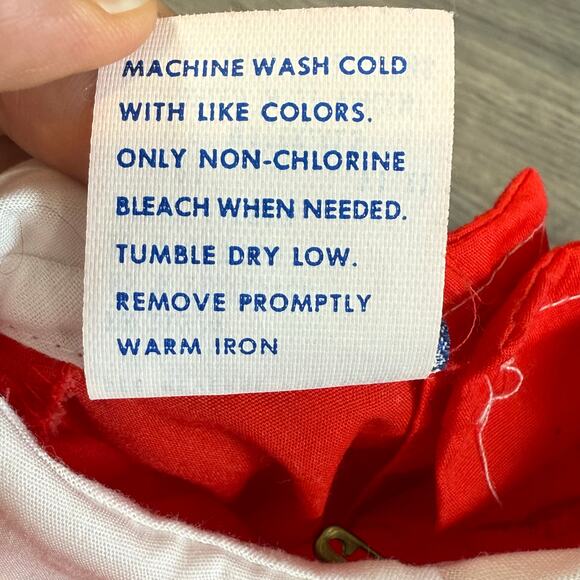 MACHINE WASH COLD
WITH LIKE COLORS.
ONLY NON-CHLORINE
BLEACH WHEN NEEDED.
TUMBLE DRY LOW.
REMOVE PROMPTLY
WARM IRON